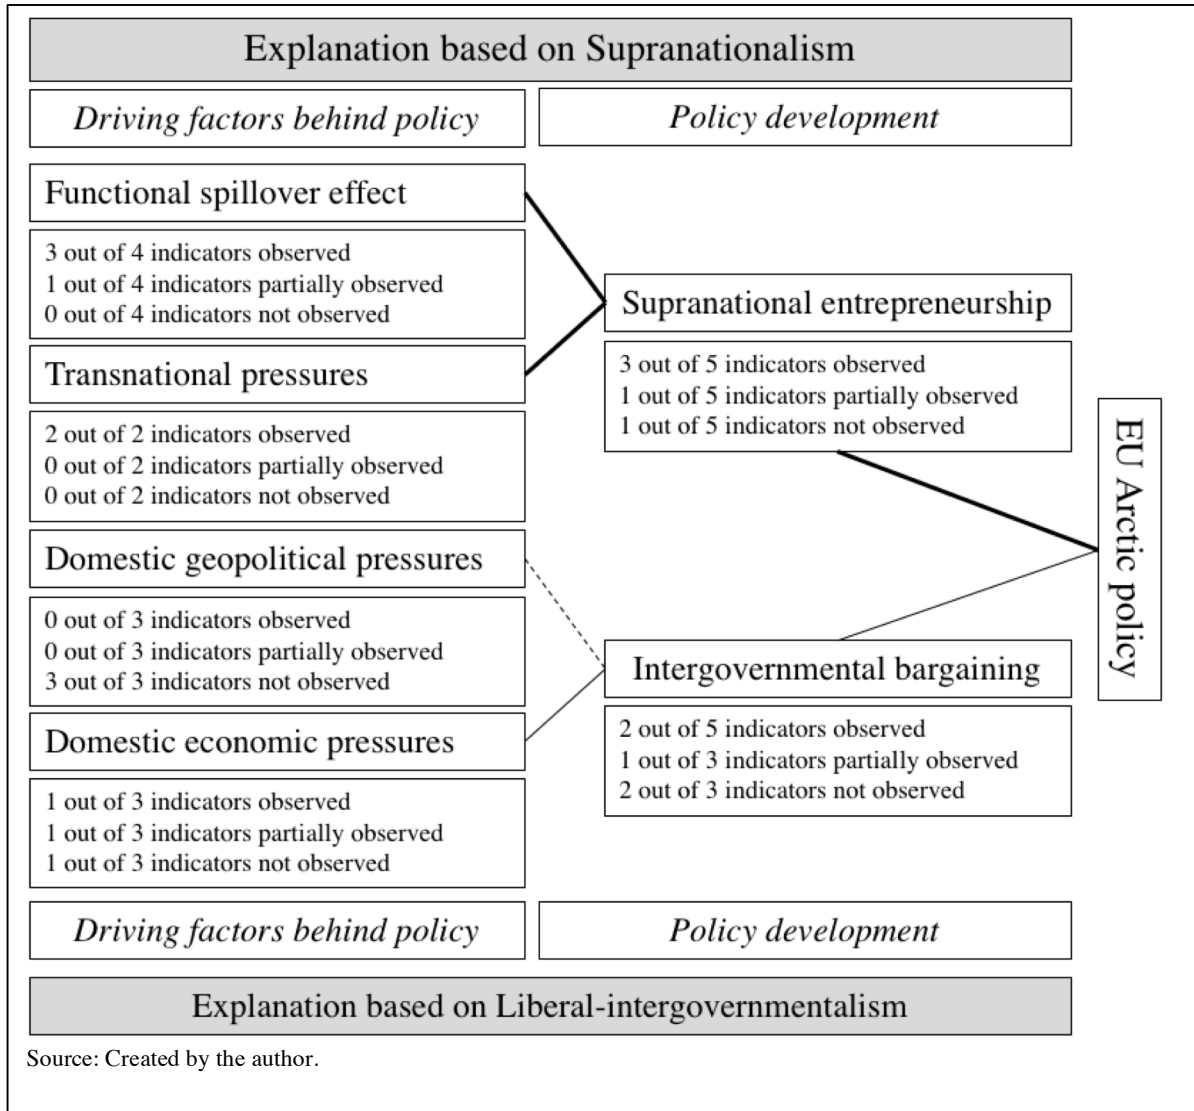 Explanation based on Supranationalism
Driving factors behind policy
Policy development
Functional spillover effect
3 out of 4 indicators observed
1 out of 4 indicators partially observed
0 out of 4 indicators not observed
Transnational pressures
2 out of 2 indicators observed
0 out of 2 indicators partially observed
0 out of 2 indicators not observed
Supranational entrepreneurship
3 out of 5 indicators observed
1 out of 5 indicators partially observed
1 out of 5 indicators not observed
Domestic geopolitical pressures
0 out of 3 indicators observed
0 out of 3 indicators partially observed
3 out of 3 indicators not observed
Domestic economic pressures
1 out of 3 indicators observed
1 out of 3 indicators partially observed
1 out of 3 indicators not observed
Intergovernmental bargaining
2 out of 5 indicators observed
1 out of 3 indicators partially observed
2 out of 3 indicators not observed
EU Arctic policy
Driving factors behind policy
Policy development
Explanation based on Liberal-intergovernmentalism
Source: Created by the author.